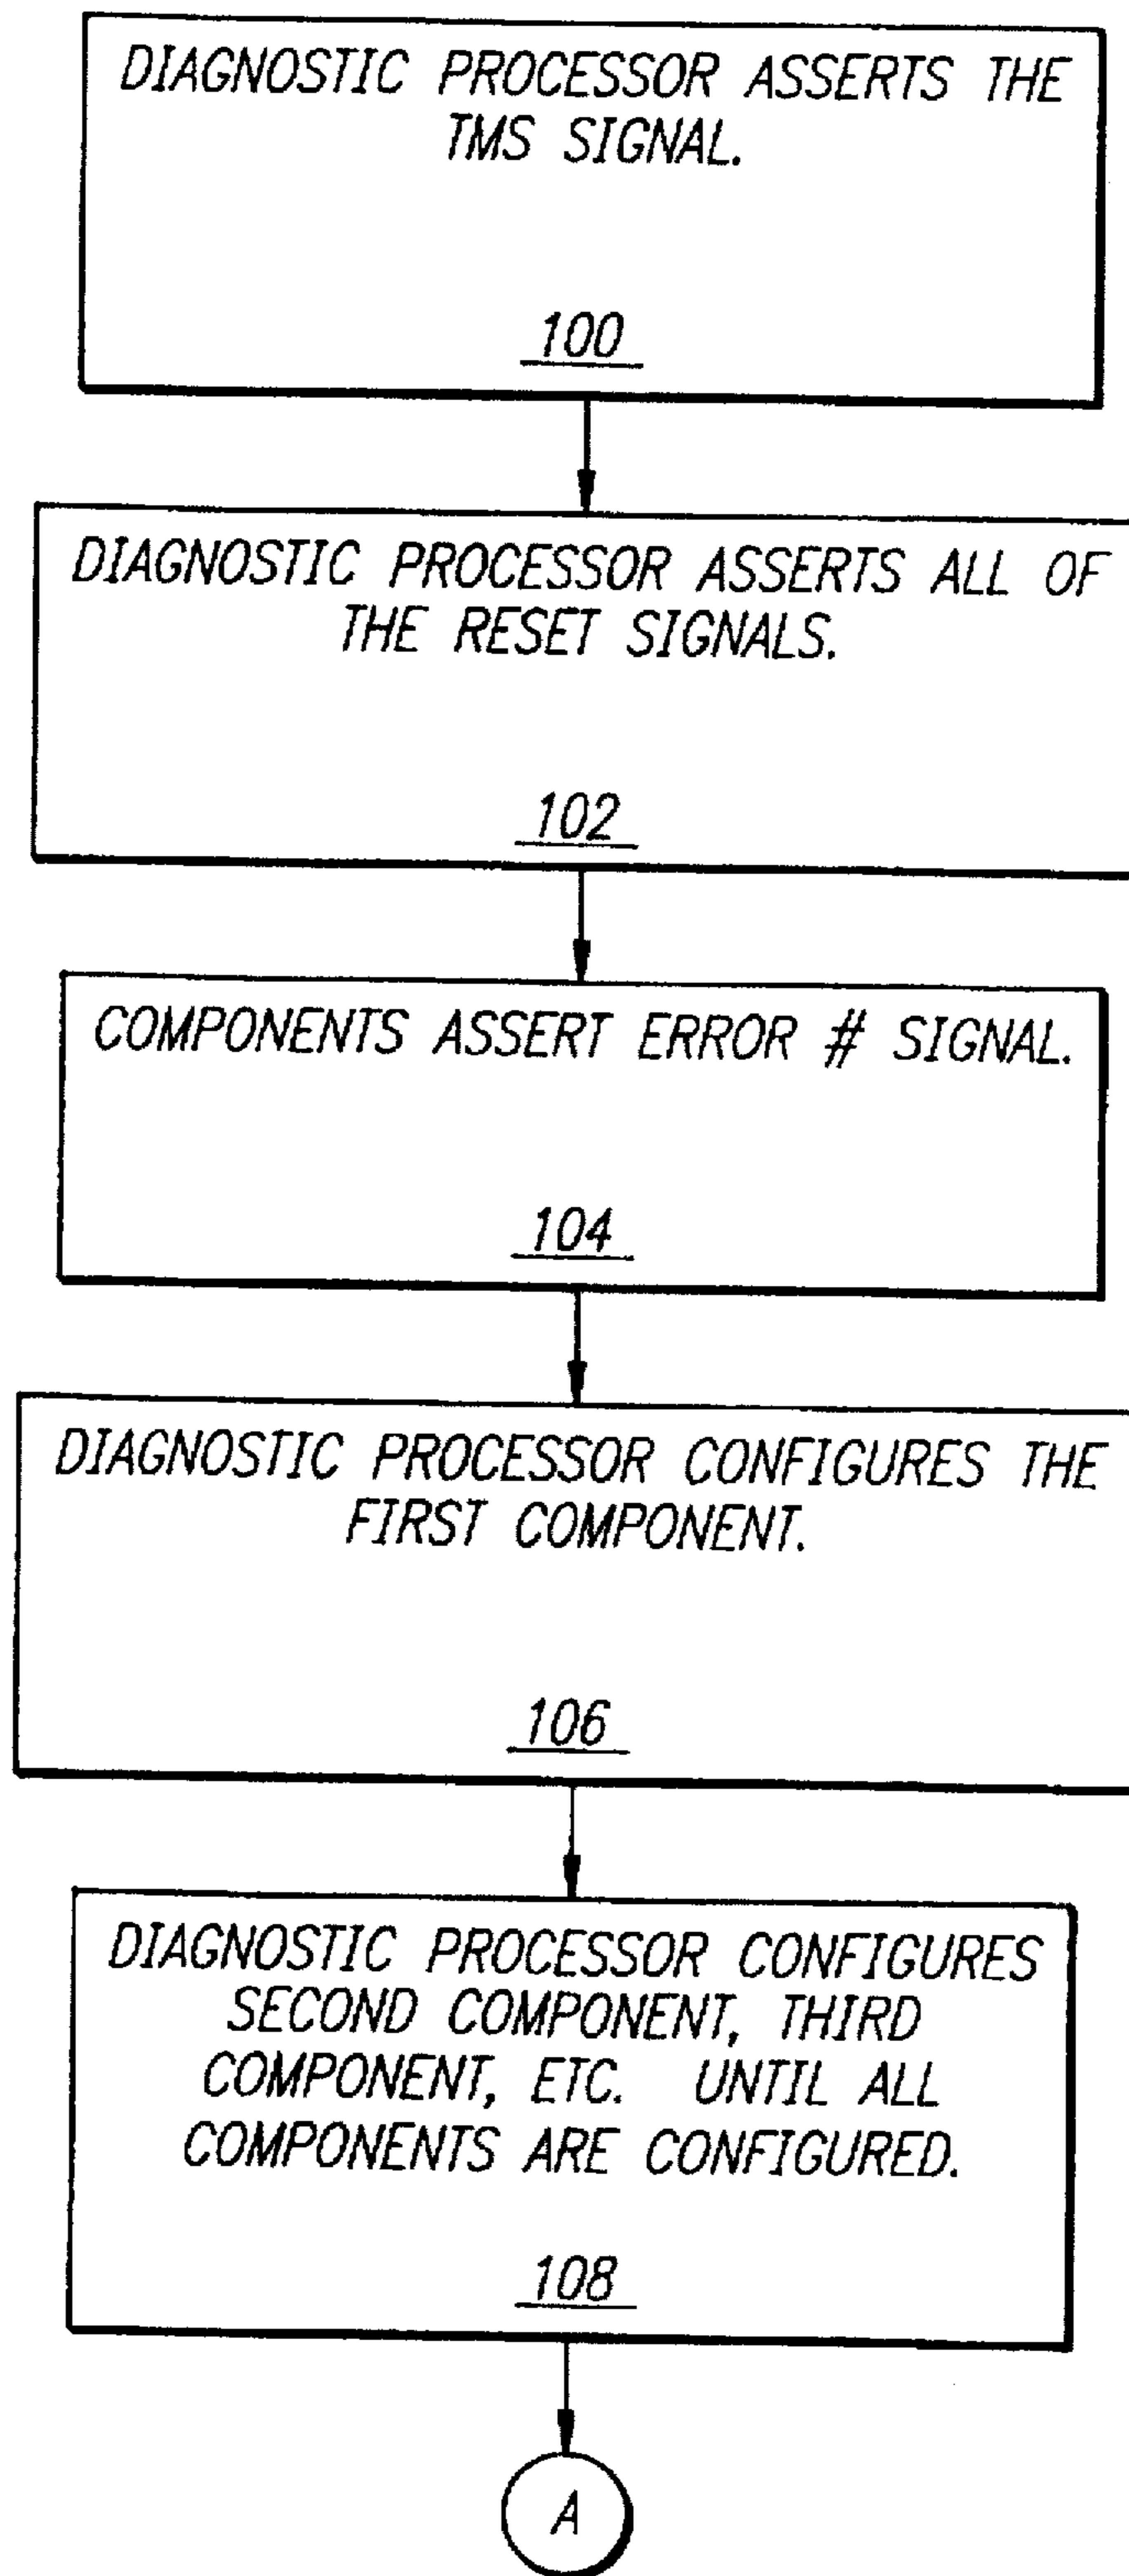 DIAGNOSTIC PROCESSOR ASSERTS THE
TMS SIGNAL.
100
DIAGNOSTIC PROCESSOR ASSERTS ALL OF
THE RESET SIGNALS.
102
COMPONENTS ASSERT ERROR # SIGNAL.
104
DIAGNOSTIC PROCESSOR CONFIGURES THE
FIRST COMPONENT.
106
DIAGNOSTIC PROCESSOR CONFIGURES
SECOND COMPONENT, THIRD
COMPONENT, ETC. UNTIL ALL
COMPONENTS ARE CONFIGURED.
108
A